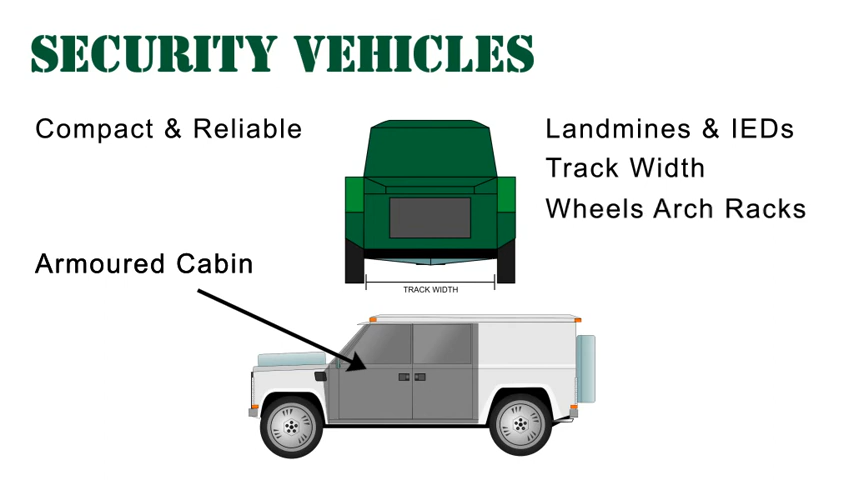 SECURITY VEHICLES
Compact & Reliable
Landmines & IEDs
Track Width
Wheels Arch Racks
Armoured Cabin
TRACK WIDTH